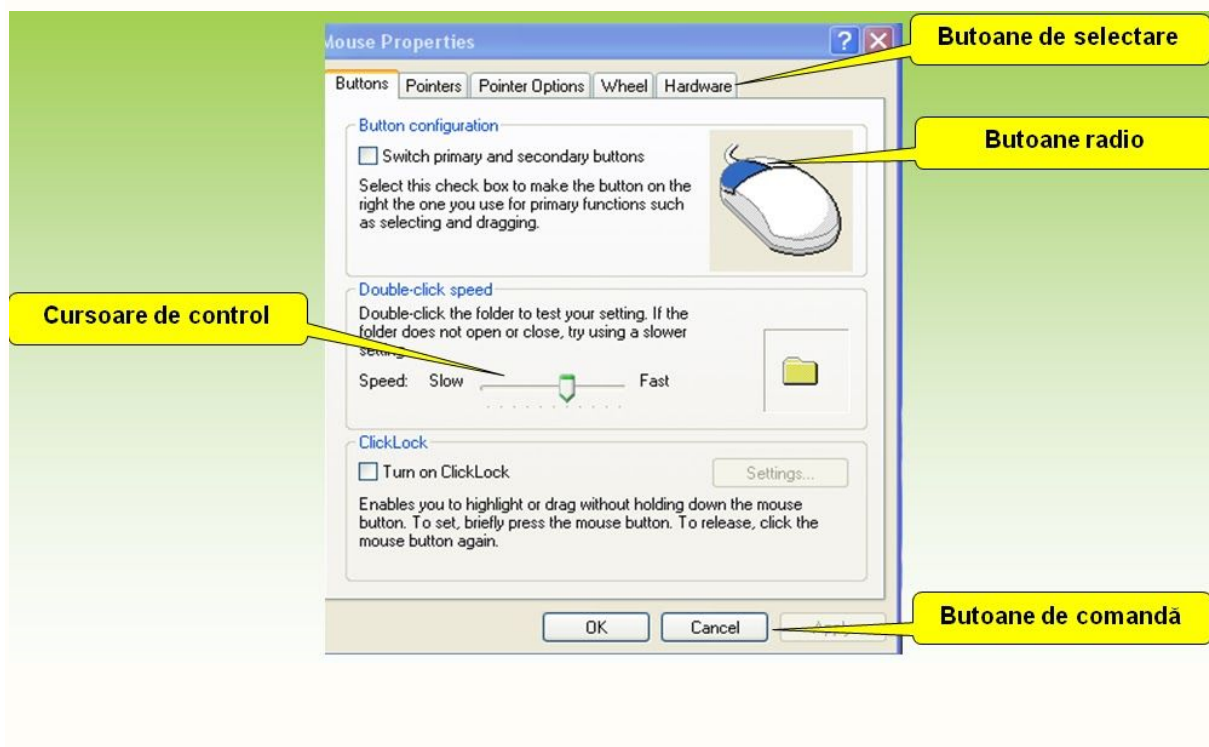 Mouse Properties
Butoane de selectare
Buttons Pointers Pointer Options Wheel Hardware
Button configuration
Switch primary and secondary buttons
Butoane radio
Select this check box to make the button on the
right the one you use for primary functions such
as selecting and dragging.
Double-click speed
Cursoare de control
Double-click the folder to test your setting. If the
folder does not open or close, try using a slower
Speed: Slow Fast
ClickLock
Turn on ClickLock Settings...
Enables you to highlight or drag without holding down the mouse
button. To set, briefly press the mouse button. To release, click the
mouse button again.
Butoane de comandă
OK Cancel